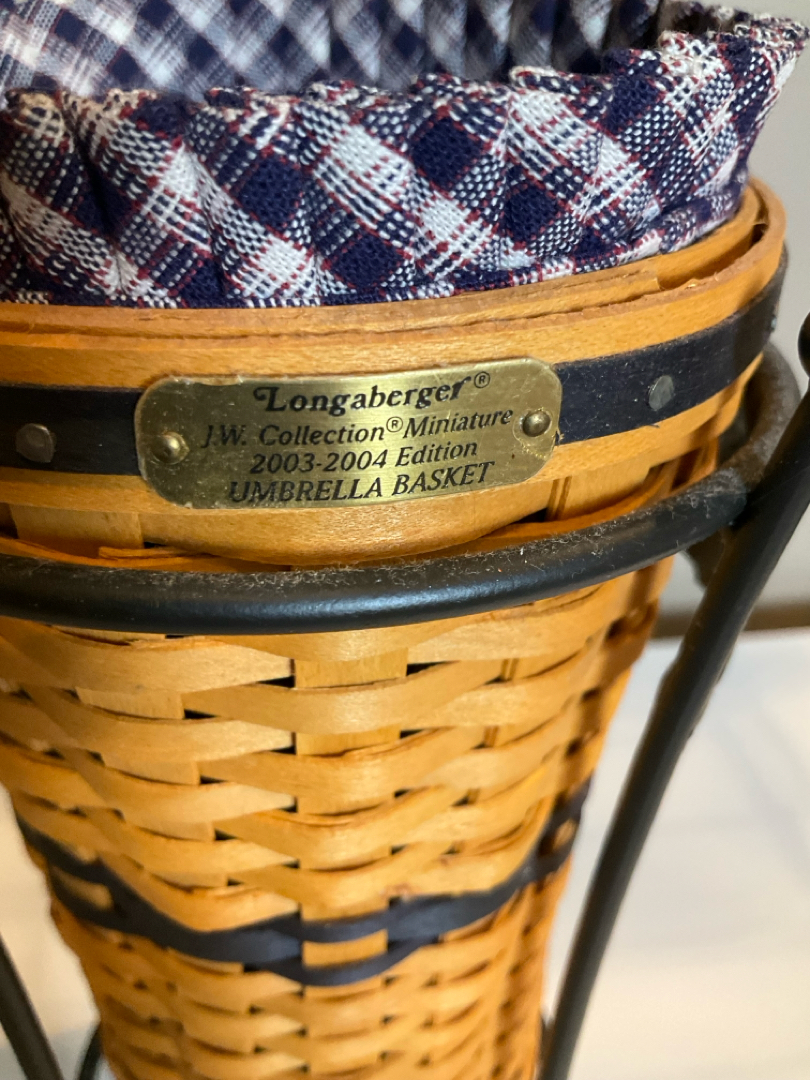 Longaberger®
J.W. Collection® Miniature
2003-2004 Edition
UMBRELLA BASKET